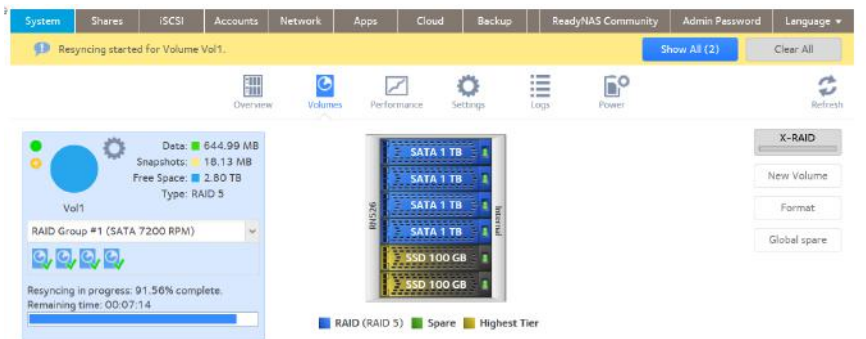 System Shares iSCSI Accounts Network Apps Cloud Backup ReadyNAS Community Admin Password Language
Resyncing started for Volume Vol1. Show All (2) Clear All
Overview Volumes Performance Settings Logs Power Refresh
Data: 644.99 MB
Snapshots: 18.13 MB
Free Space: 2.80 TB
Type: RAID 5
Vol1
RAID Group #1 (SATA 7200 RPM)
Resyncing in progress: 91.56% complete.
Remaining time: 00:07:14
RN526
SATA 1 TB
SATA 1 TB
SATA 1 TB
SATA 1 TB
SSD 100 GB
SSD 100 GB
Internal
RAID (RAID 5) Spare Highest Tier
X-RAID
New Volume
Format
Global spare